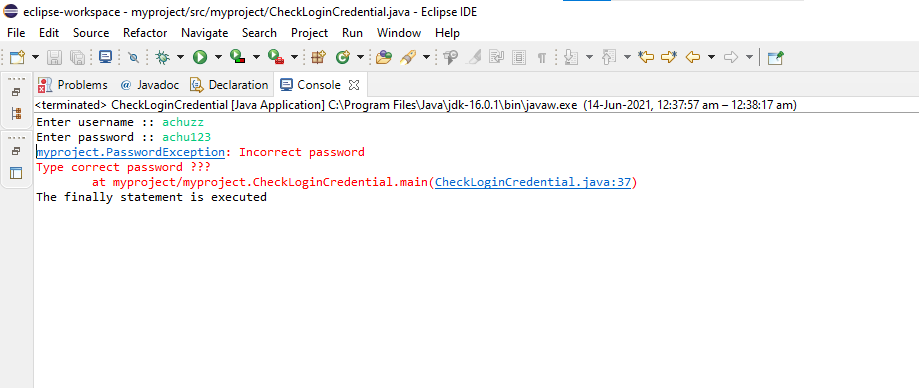 eclipse-workspace - myproject/src/myproject/CheckLoginCredential.java - Eclipse IDE
File Edit Source Refactor Navigate Search Project Run Window Help
Problems @ Javadoc Declaration Console
<terminated> CheckLoginCredential [Java Application] C:\Program Files\Java\jdk-16.0.1\bin\javaw.exe (14-Jun-2021, 12:37:57 am – 12:38:17 am)
Enter username :: achuzz
Enter password :: achu123
myproject.PasswordException: Incorrect password
Type correct password ???
at myproject/myproject.CheckLoginCredential.main(CheckLoginCredential.java:37)
The finally statement is executed